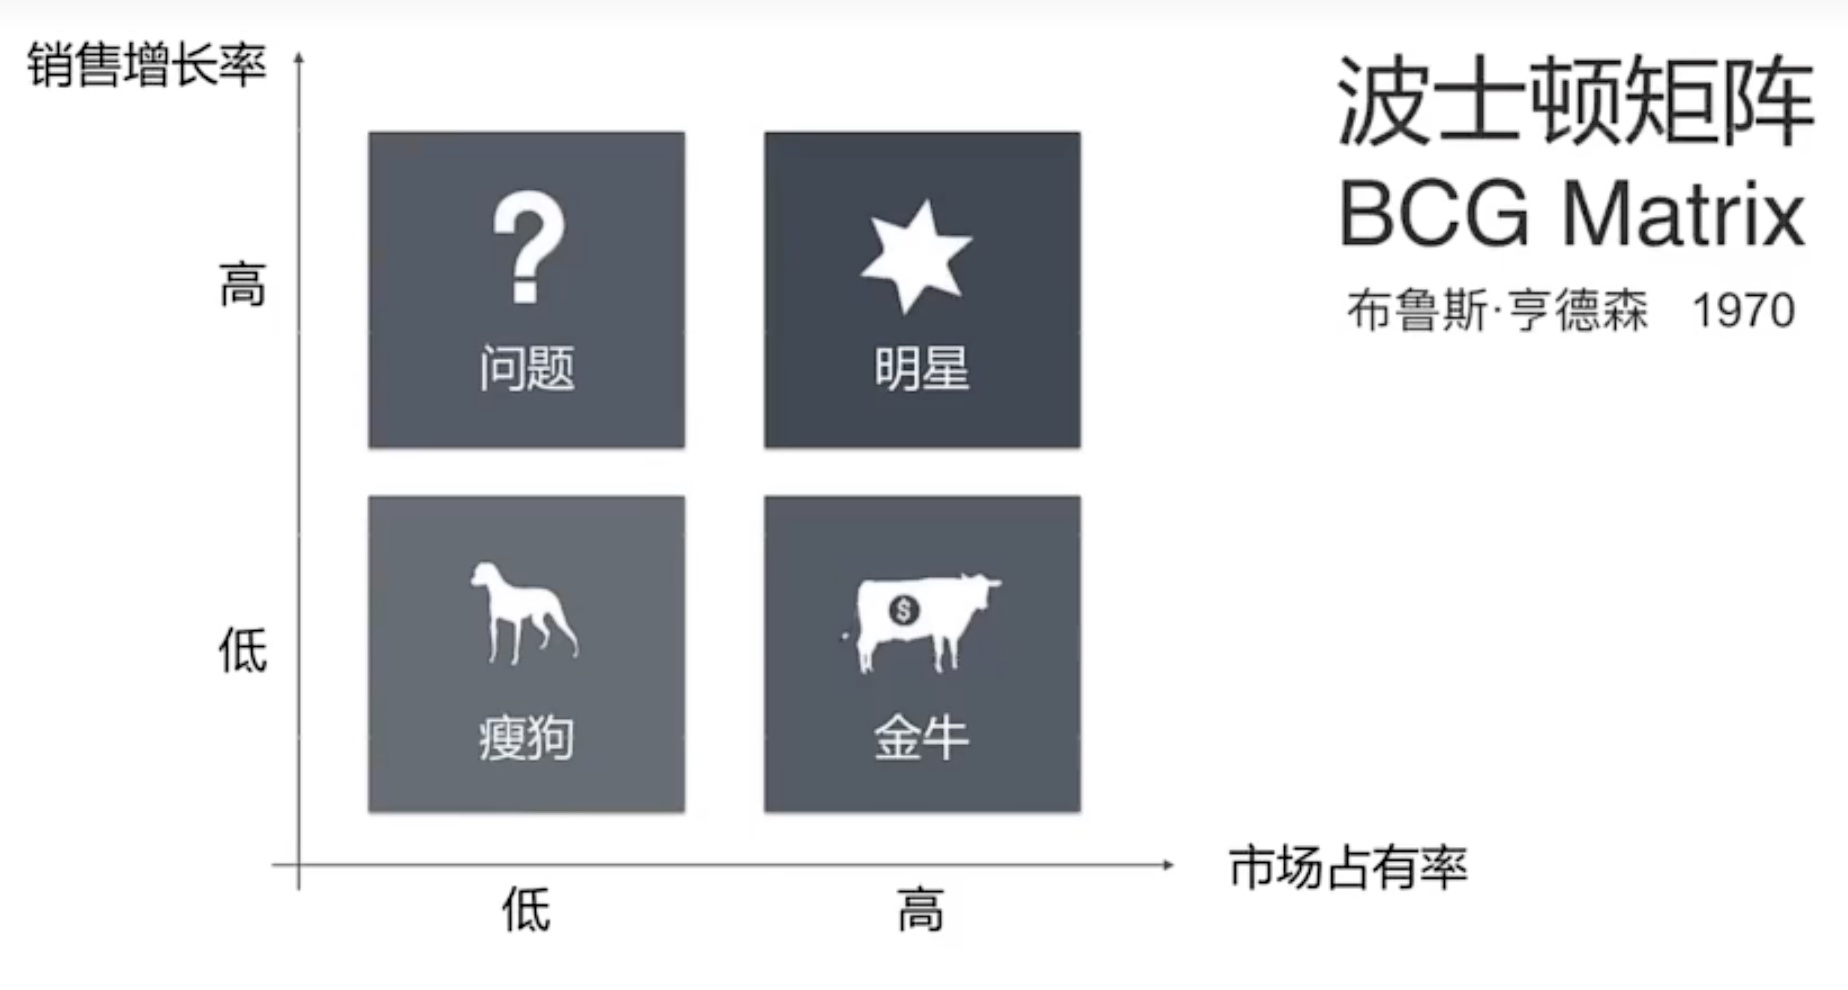 销售增长率
波士顿矩阵
BCG Matrix
布鲁斯·亨德森 1970
高
?
问题
明星
低
$
瘦狗
金牛
市场占有率
低
高